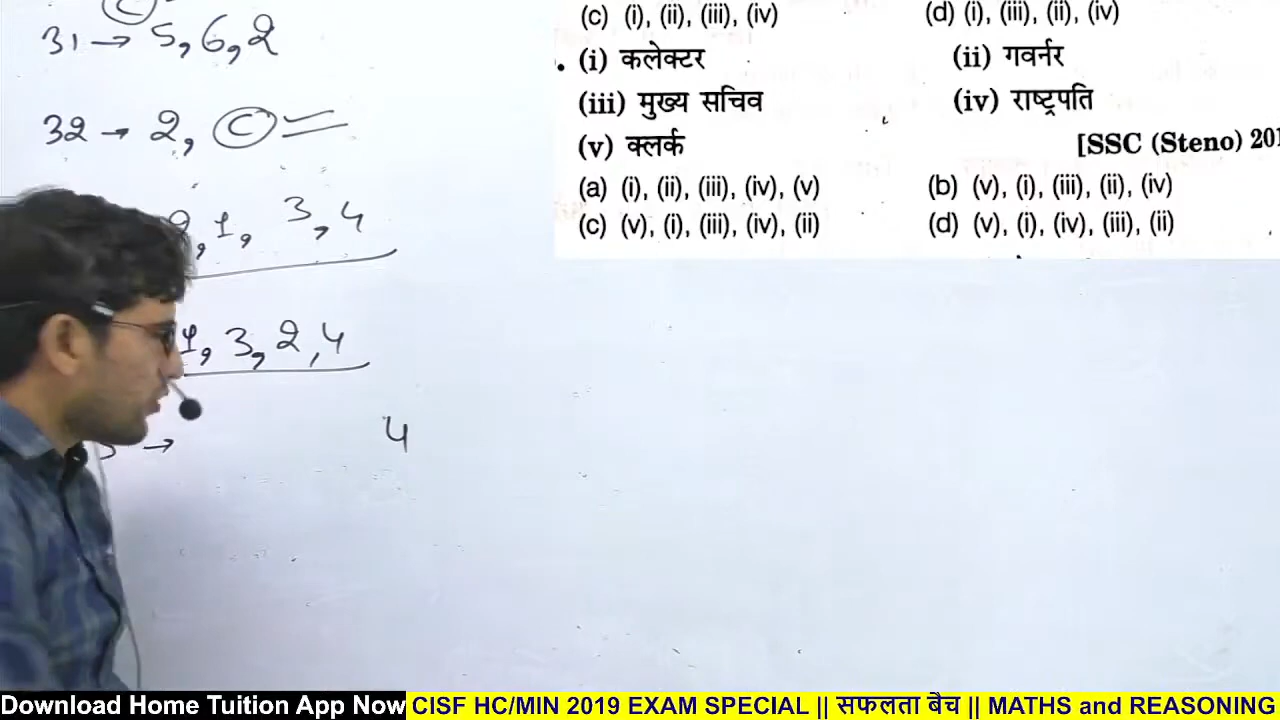 31 → 5, 6, 2
32 → 2, (C)
2, 1, 3, 4
1, 3, 2, 4
→ 4
(c) (i), (ii), (iii), (iv) (d) (i), (iii), (ii), (iv)
. (i) कलेक्टर (ii) गवर्नर
(iii) मुख्य सचिव (iv) राष्ट्रपति
(v) क्लर्क
[SSC (Steno) 201
(a) (i), (ii), (iii), (iv), (v) (b) (v), (i), (iii), (ii), (iv)
(c) (v), (i), (iii), (iv), (ii) (d) (v), (i), (iv), (iii), (ii)
Download Home Tuition App Now CISF HC/MIN 2019 EXAM SPECIAL || सफलता बैच || MATHS and REASONING